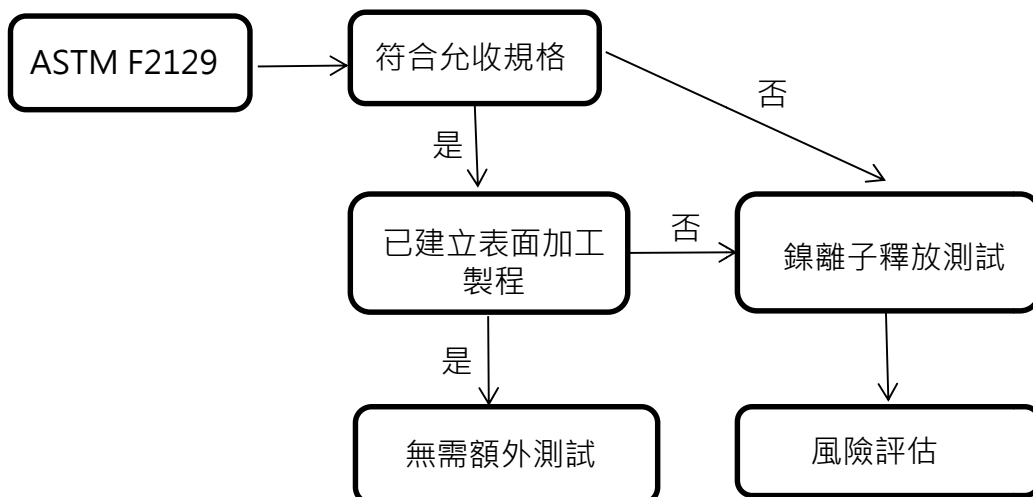 ASTM F2129
符合允收規格
否
是
已建立表面加工
製程
否
鎳離子釋放測試
是
無需額外測試
風險評估